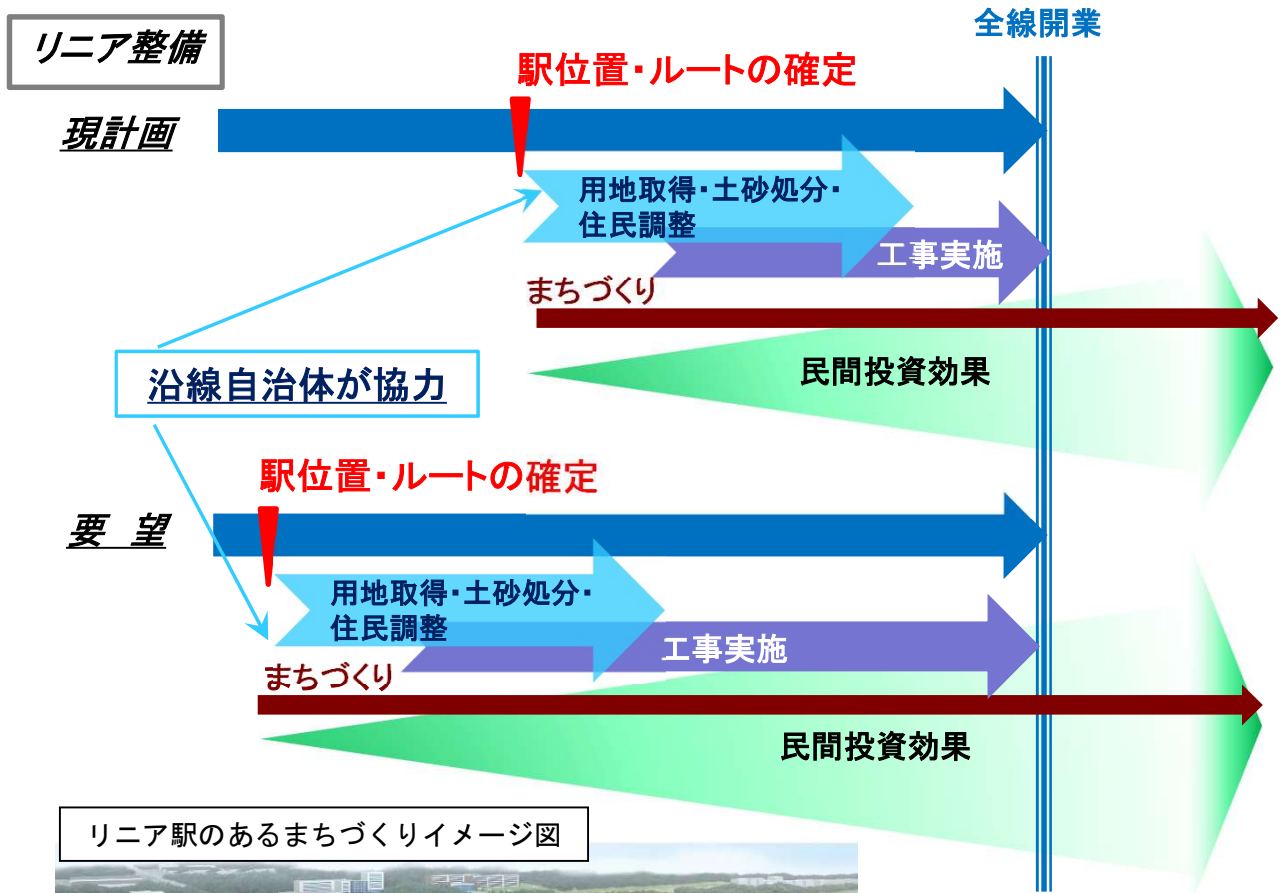 全線開業
リニア整備
駅位置・ルートの確定
現計画
用地取得・土砂処分・
住民調整
工事実施
まちづくり
民間投資効果
沿線自治体が協力
駅位置・ルートの確定
要 望
用地取得・土砂処分・
住民調整
工事実施
まちづくり
民間投資効果
リニア駅のあるまちづくりイメージ図